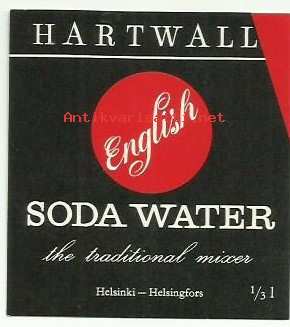 HARTWALL
Antikvariaatti.net
English
SODA WATER
the traditional mixer
Helsinki — Helsingfors
1/3 l